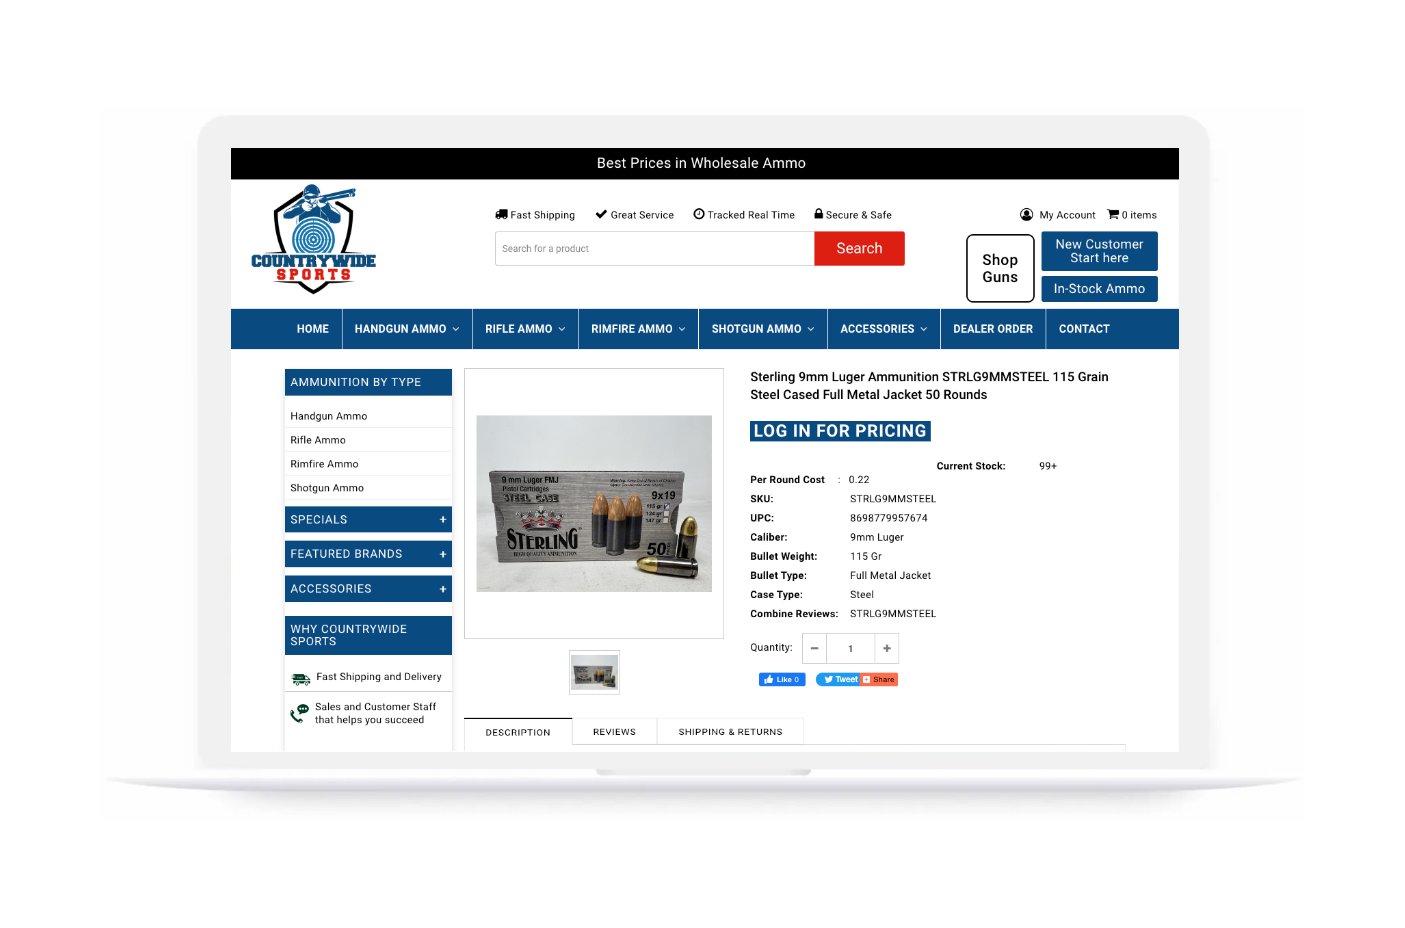 Best Prices in Wholesale Ammo
COUNTRYWIDE
SPORTS
Fast Shipping
Great Service
Tracked Real Time
Secure & Safe
My Account
0 items
Search for a product
Search
Shop
Guns
New Customer
Start here
In-Stock Ammo
HOME
HANDGUN AMMO
RIFLE AMMO
RIMFIRE AMMO
SHOTGUN AMMO
ACCESSORIES
DEALER ORDER
CONTACT
AMMUNITION BY TYPE
Handgun Ammo
Rifle Ammo
Rimfire Ammo
Shotgun Ammo
SPECIALS +
FEATURED BRANDS +
ACCESSORIES +
WHY COUNTRYWIDE
SPORTS
Fast Shipping and Delivery
Sales and Customer Staff
that helps you succeed
9 mm Luger FMJ
Pistol Cartridges
STEEL CASE
9x19
115 gr
124 gr
147 gr
STERLING
HIGH QUALITY AMMUNITION
50
Sterling 9mm Luger Ammunition STRLG9MMSTEEL 115 Grain
Steel Cased Full Metal Jacket 50 Rounds
LOG IN FOR PRICING
Current Stock: 99+
Per Round Cost : 0.22
SKU: STRLG9MMSTEEL
UPC: 8698779957674
Caliber: 9mm Luger
Bullet Weight: 115 Gr
Bullet Type: Full Metal Jacket
Case Type: Steel
Combine Reviews: STRLG9MMSTEEL
Quantity: − 1 +
Like 0
Tweet
Share
DESCRIPTION
REVIEWS
SHIPPING & RETURNS